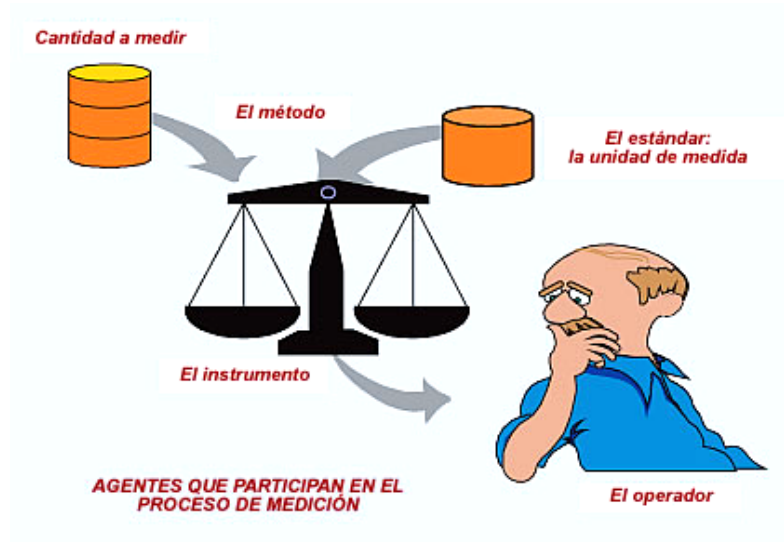 Cantidad a medir
El método
El estándar:
la unidad de medida
El instrumento
AGENTES QUE PARTICIPAN EN EL
PROCESO DE MEDICIÓN
El operador